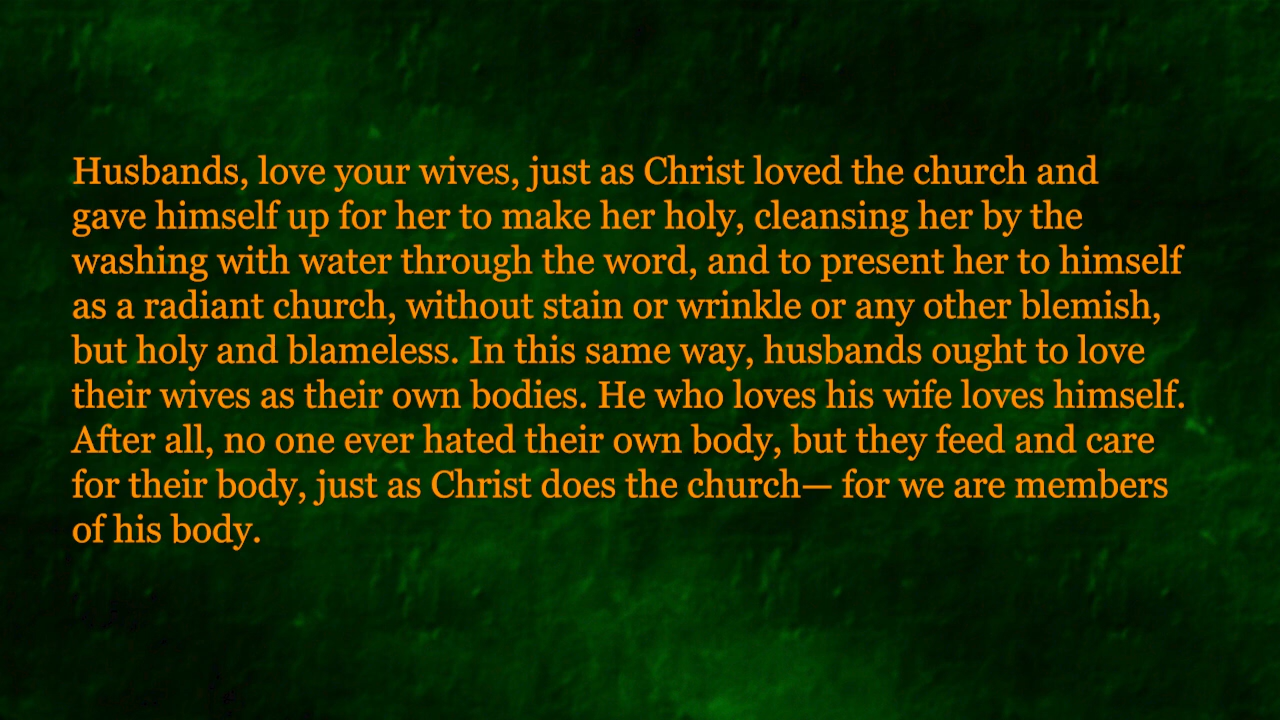 Husbands, love your wives, just as Christ loved the church and
gave himself up for her to make her holy, cleansing her by the
washing with water through the word, and to present her to himself
as a radiant church, without stain or wrinkle or any other blemish,
but holy and blameless. In this same way, husbands ought to love
their wives as their own bodies. He who loves his wife loves himself.
After all, no one ever hated their own body, but they feed and care
for their body, just as Christ does the church— for we are members
of his body.